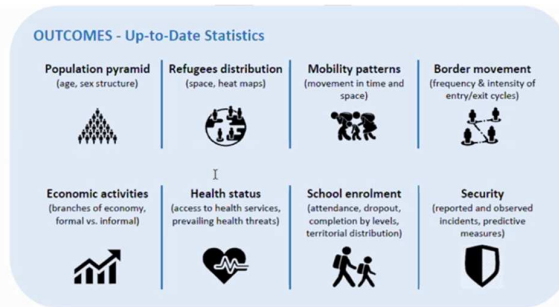 OUTCOMES - Up-to-Date Statistics
Population pyramid
(age, sex structure)
Refugees distribution
(space, heat maps)
Mobility patterns
(movement in time and
space)
Border movement
(frequency & intensity of
entry/exit cycles)
Economic activities
(branches of economy,
formal vs. informal)
Health status
(access to health services,
prevailing health threats)
School enrolment
(attendance, dropout,
completion by levels,
territorial distribution)
Security
(reported and observed
incidents, predictive
measures)